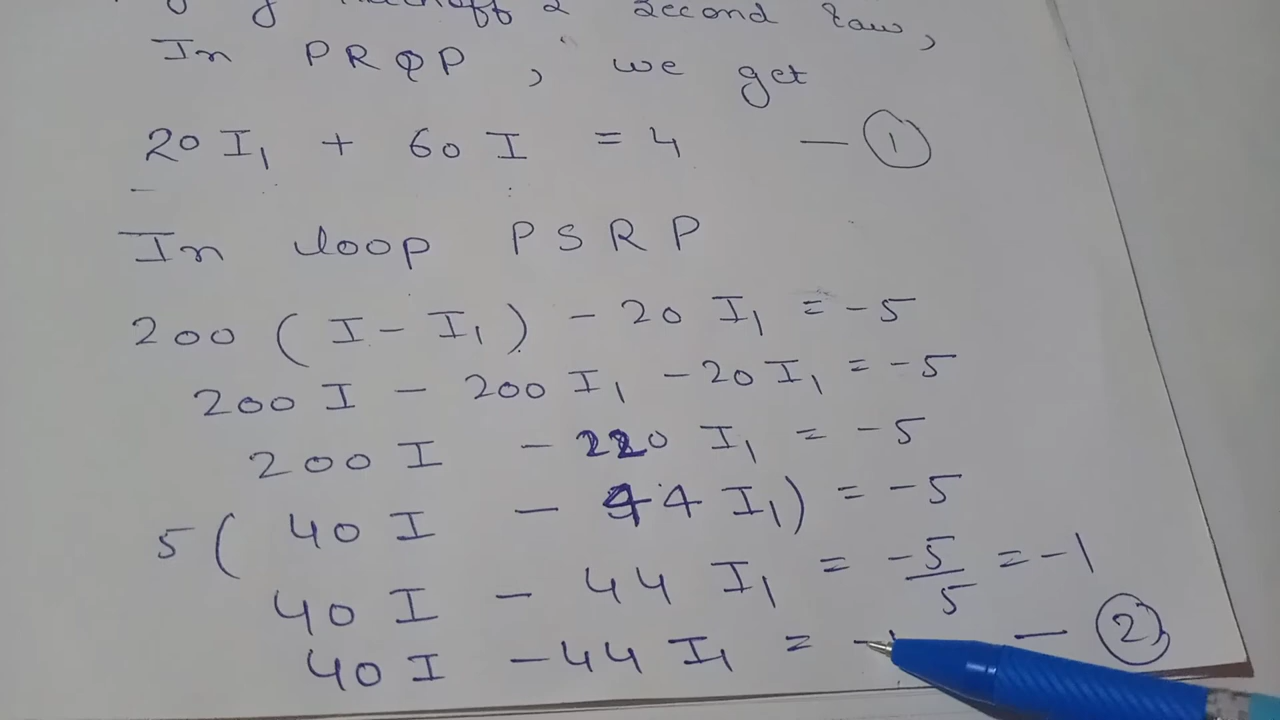 second law,
In PRQP, we get
20 I₁ + 60 I = 4 — ①
In loop PSRP
200 ( I - I₁ ) - 20 I₁ = -5
200 I - 200 I₁ - 20 I₁ = -5
200 I - 220 I₁ = -5
5 ( 40 I - 44 I₁ ) = -5
40 I - 44 I₁ = -5/5 = -1
40 I - 44 I₁ = - — ②